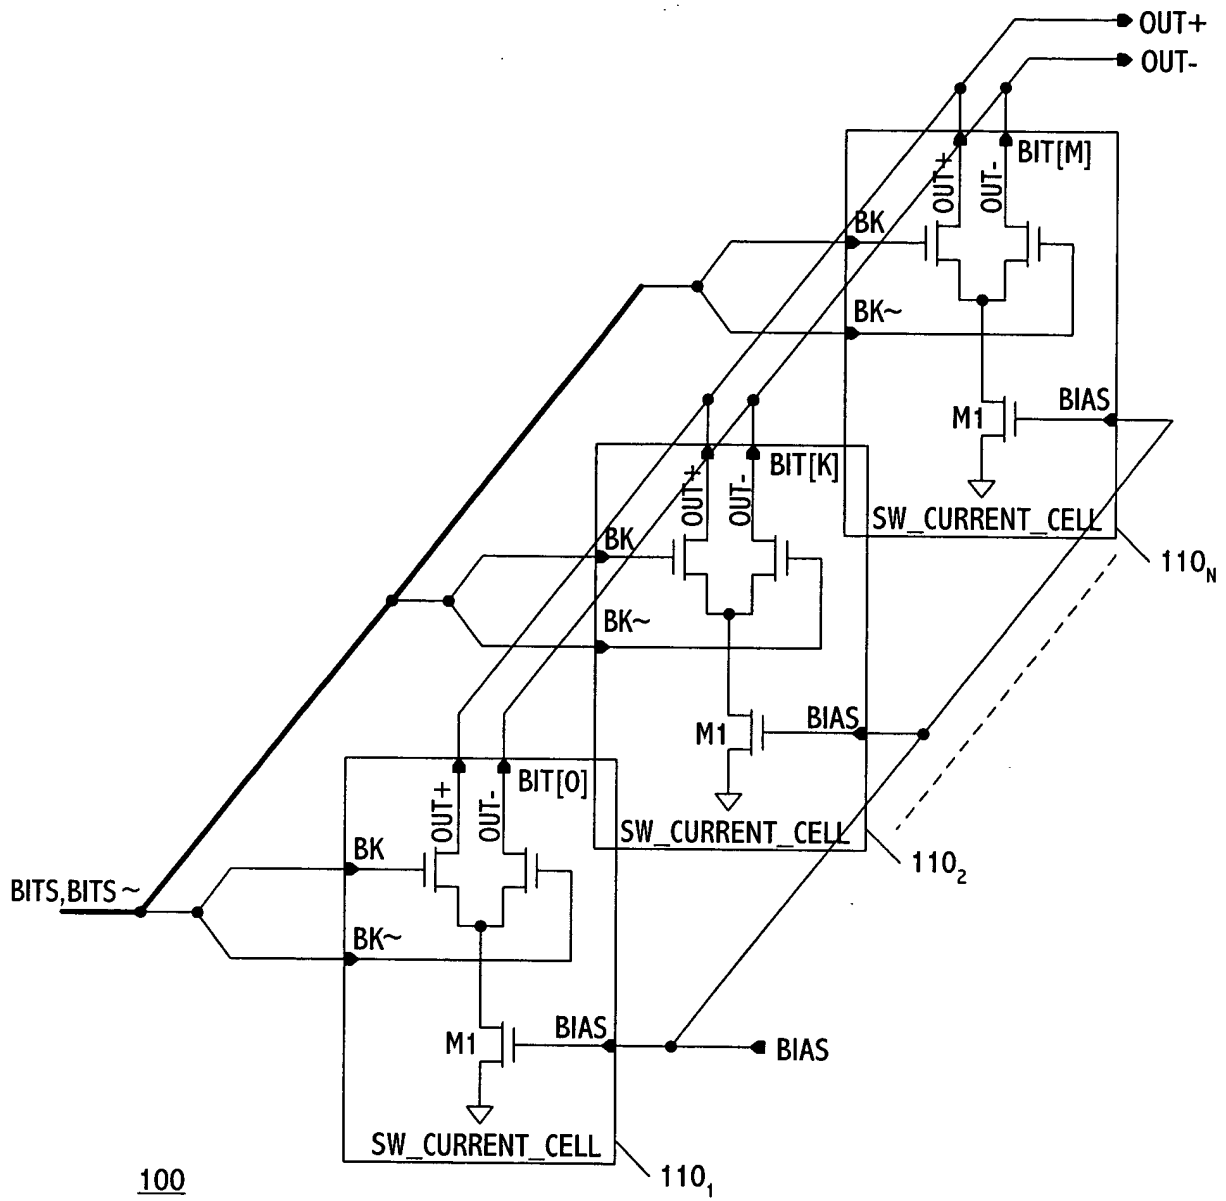 OUT+
OUT-
BIT[M]
OUT+
OUT-
BK
BK~
BIAS
M1
SW_CURRENT_CELL
110N
BIT[K]
OUT+
OUT-
BK
BK~
BIAS
M1
SW_CURRENT_CELL
1102
BIT[0]
OUT+
OUT-
BK
BITS,BITS~
BK~
BIAS
M1
BIAS
SW_CURRENT_CELL
1101
100